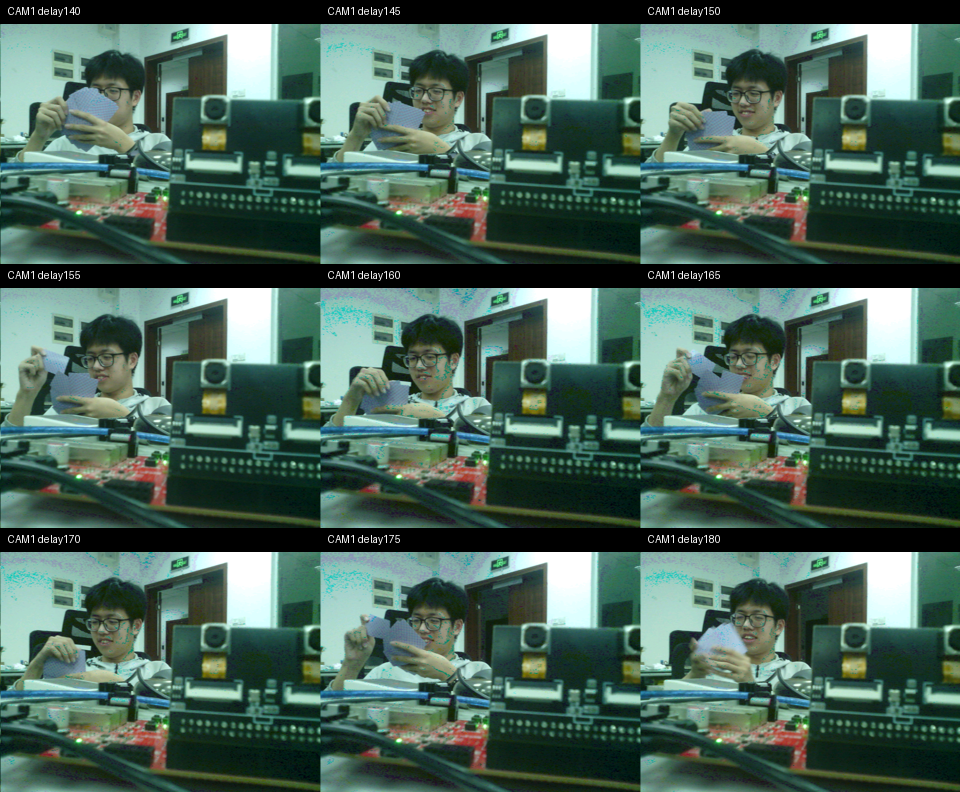 CAM1 delay140
CAM1 delay145
CAM1 delay150
CAM1 delay155
CAM1 delay160
CAM1 delay165
CAM1 delay170
CAM1 delay175
CAM1 delay180